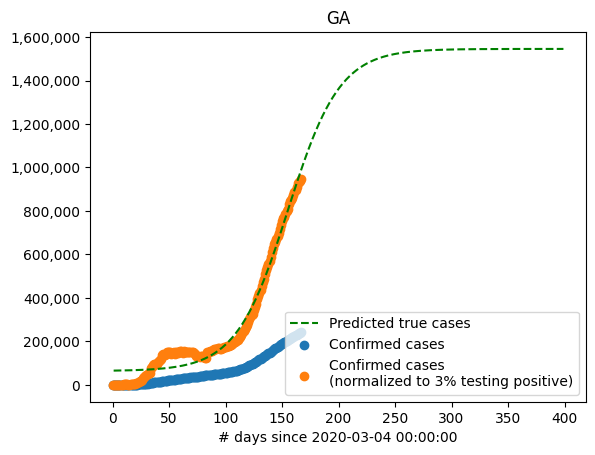 GA
1,600,000
1,400,000
1,200,000
1,000,000
800,000
600,000
400,000
200,000
0
Predicted true cases
Confirmed cases
Confirmed cases
(normalized to 3% testing positive)
0 50 100 150 200 250 300 350 400
# days since 2020-03-04 00:00:00